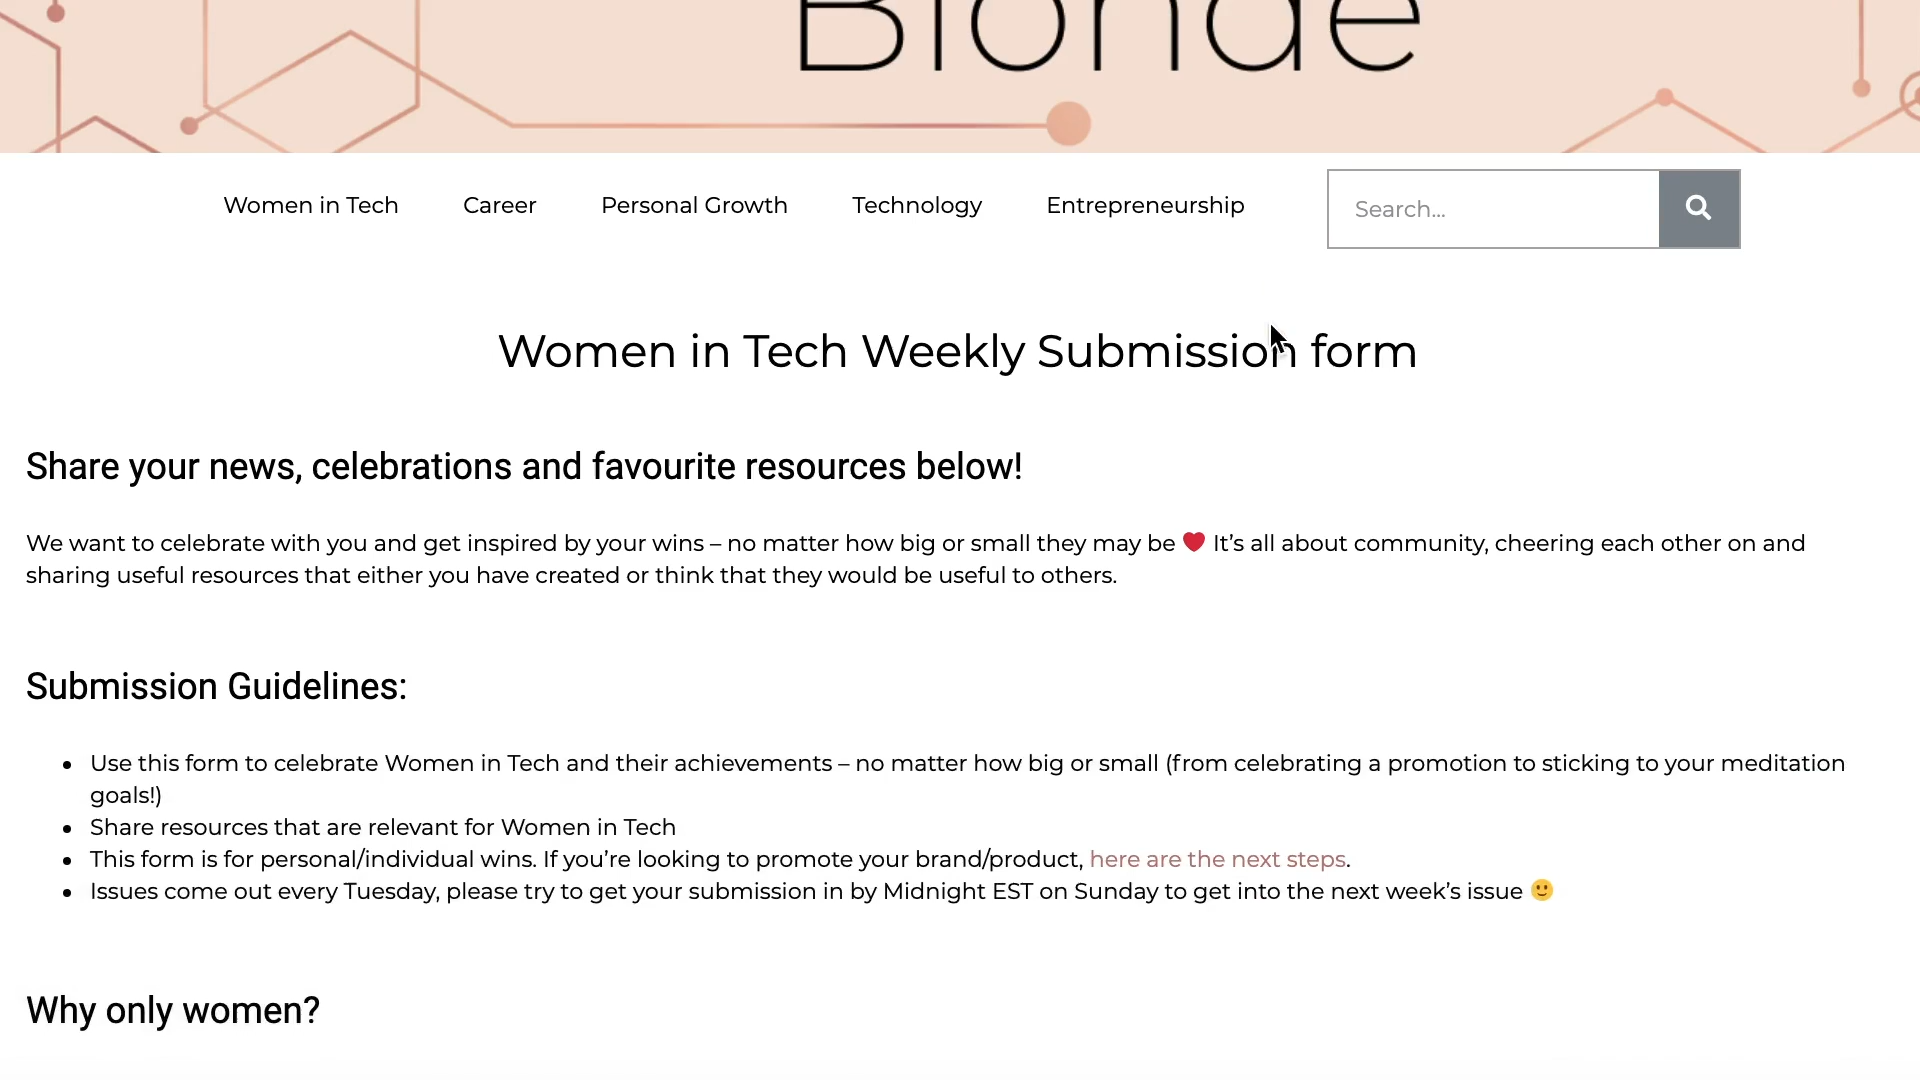 Blonde
Women in Tech Career Personal Growth Technology Entrepreneurship Search...
Women in Tech Weekly Submission form
Share your news, celebrations and favourite resources below!
We want to celebrate with you and get inspired by your wins – no matter how big or small they may be ❤️ It’s all about community, cheering each other on and
sharing useful resources that either you have created or think that they would be useful to others.
Submission Guidelines:
• Use this form to celebrate Women in Tech and their achievements – no matter how big or small (from celebrating a promotion to sticking to your meditation
goals!)
• Share resources that are relevant for Women in Tech
• This form is for personal/individual wins. If you’re looking to promote your brand/product, here are the next steps.
• Issues come out every Tuesday, please try to get your submission in by Midnight EST on Sunday to get into the next week’s issue 🙂
Why only women?